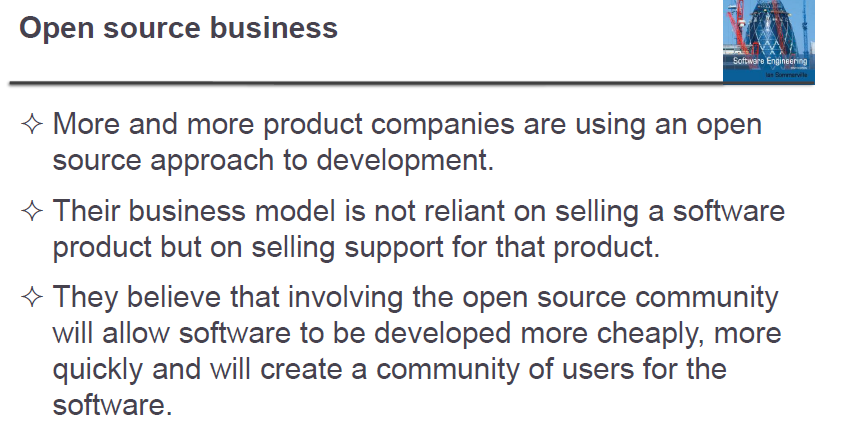 Open source business
Software Engineering
Ian Sommerville
✧ More and more product companies are using an open
source approach to development.
✧ Their business model is not reliant on selling a software
product but on selling support for that product.
✧ They believe that involving the open source community
will allow software to be developed more cheaply, more
quickly and will create a community of users for the
software.